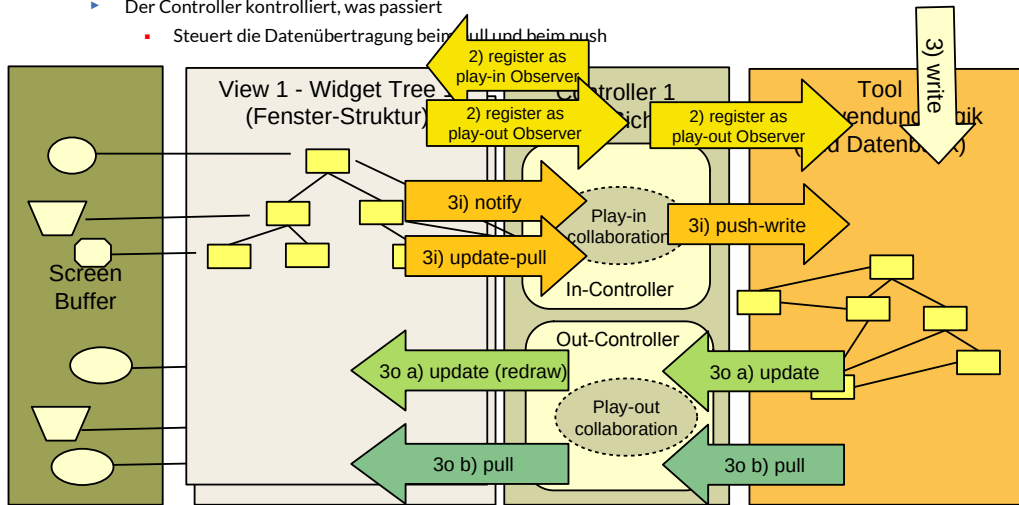 ▸ Der Controller kontrolliert, was passiert
▪ Steuert die Datenübertragung beim pull und beim push
3) write
2) register as
play-in Observer
View 1 - Widget Tree 1
(Fenster-Struktur)
2) register as
play-out Observer
Controller 1
2) register as
play-out Observer
Tool
3i) notify
3i) update-pull
Play-in
collaboration
In-Controller
3i) push-write
Screen
Buffer
Out-Controller
3o a) update (redraw)
3o a) update
Play-out
collaboration
3o b) pull
3o b) pull